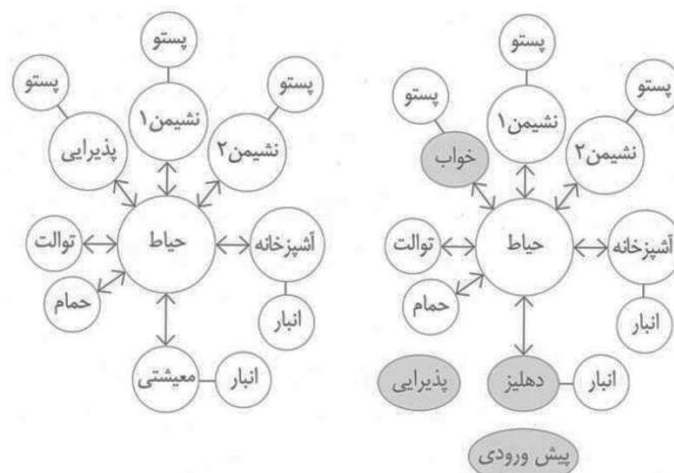 پستو
پستو
پستو
نشیمن۱
پذیرایی
نشیمن۲
حیاط
توالت
آشپزخانه
حمام
انبار
معیشتی
انبار
پستو
پستو
پستو
نشیمن۱
خواب
نشیمن۲
حیاط
توالت
آشپزخانه
حمام
انبار
پذیرایی
دهلیز
انبار
پیش ورودی